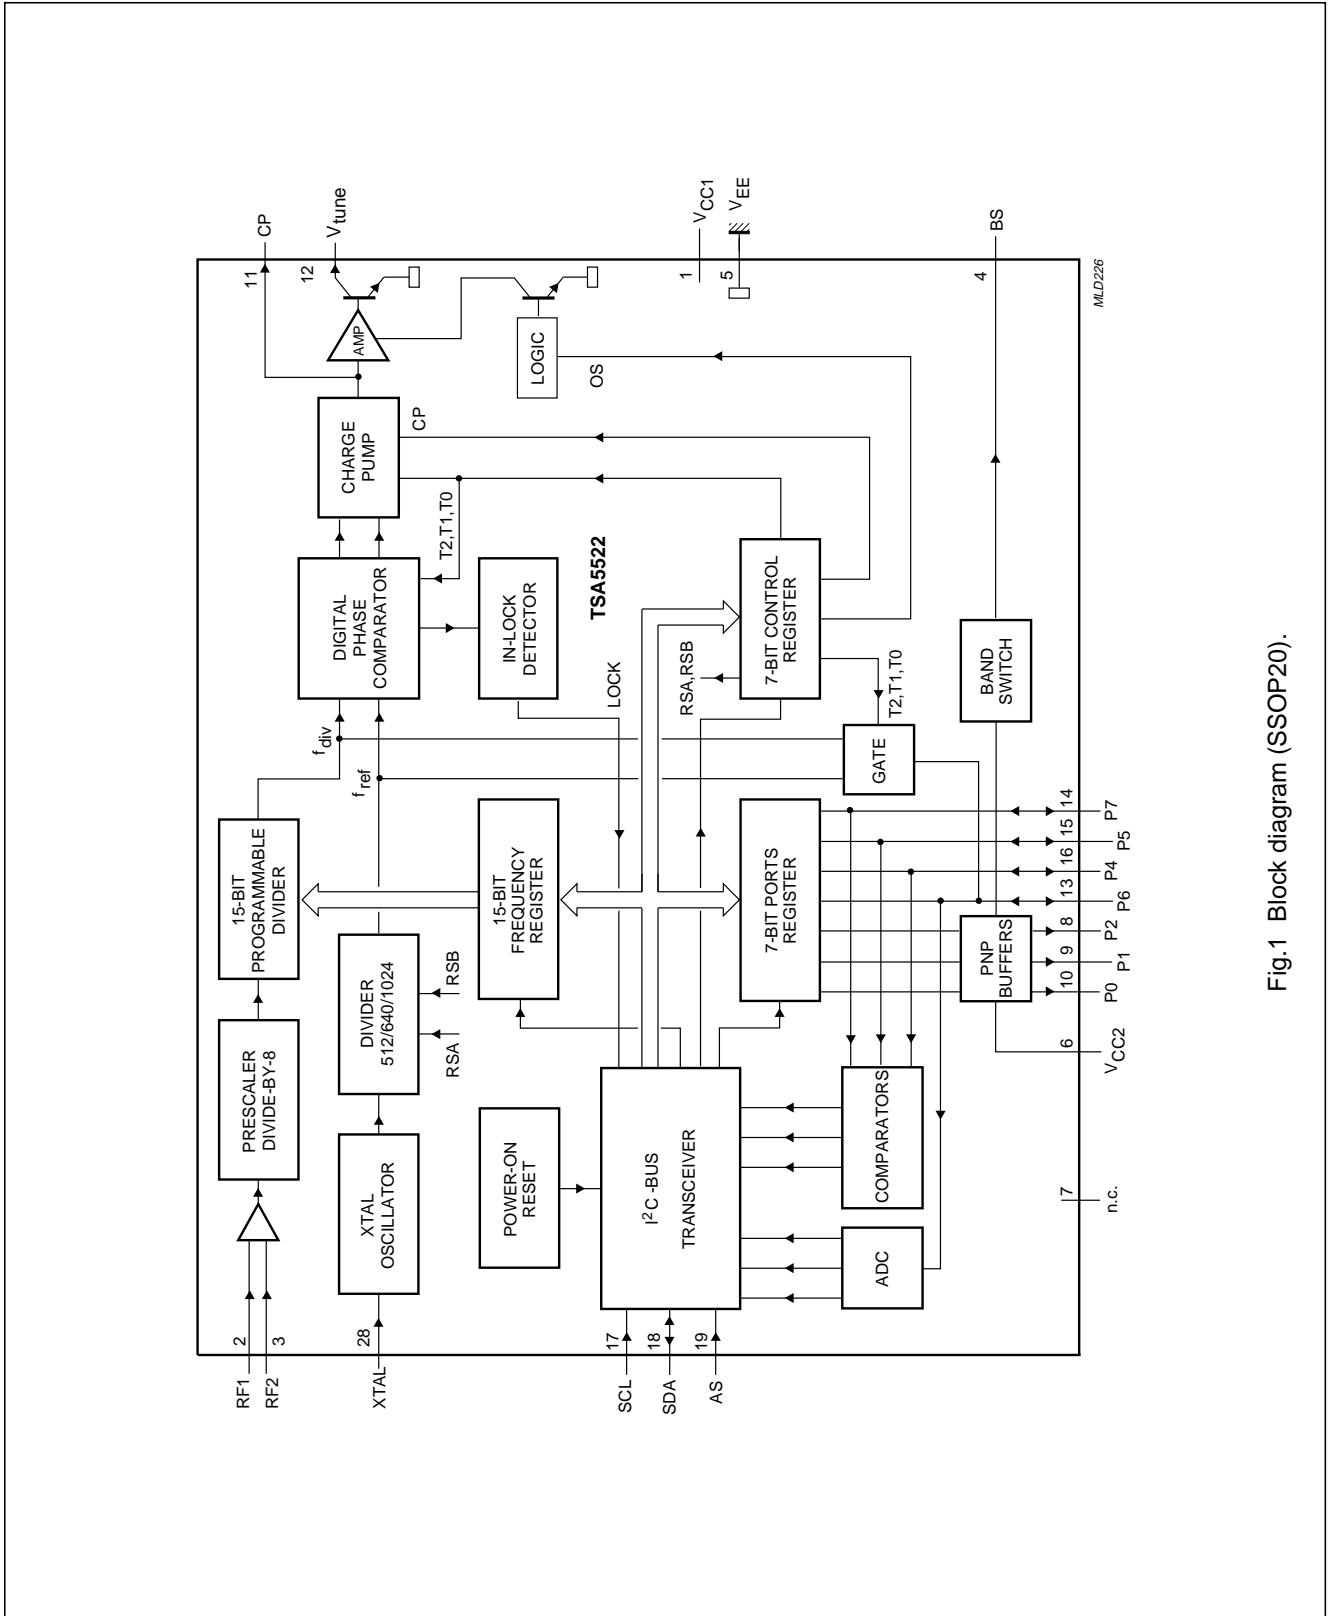 RF1
2
RF2
3
PRESCALER
DIVIDE-BY-8
15-BIT
PROGRAMMABLE
DIVIDER
f div
DIGITAL
PHASE
COMPARATOR
CHARGE
PUMP
AMP
11
CP
12
Vtune
XTAL
28
XTAL
OSCILLATOR
DIVIDER
512/640/1024
RSA
RSB
f ref
T2,T1,T0
CP
POWER-ON
RESET
15-BIT
FREQUENCY
REGISTER
IN-LOCK
DETECTOR
LOGIC
OS
TSA5522
LOCK
SCL
17
SDA
18
AS
19
I2C -BUS
TRANSCEIVER
RSA,RSB
1
VCC1
5
VEE
7-BIT PORTS
REGISTER
7-BIT CONTROL
REGISTER
T2,T1,T0
ADC
COMPARATORS
GATE
PNP
BUFFERS
BAND
SWITCH
4
BS
7
n.c.
6
VCC2
10
P0
9
P1
8
P2
13
P6
16
P4
15
P5
14
P7
MLD226
Fig.1 Block diagram (SSOP20).